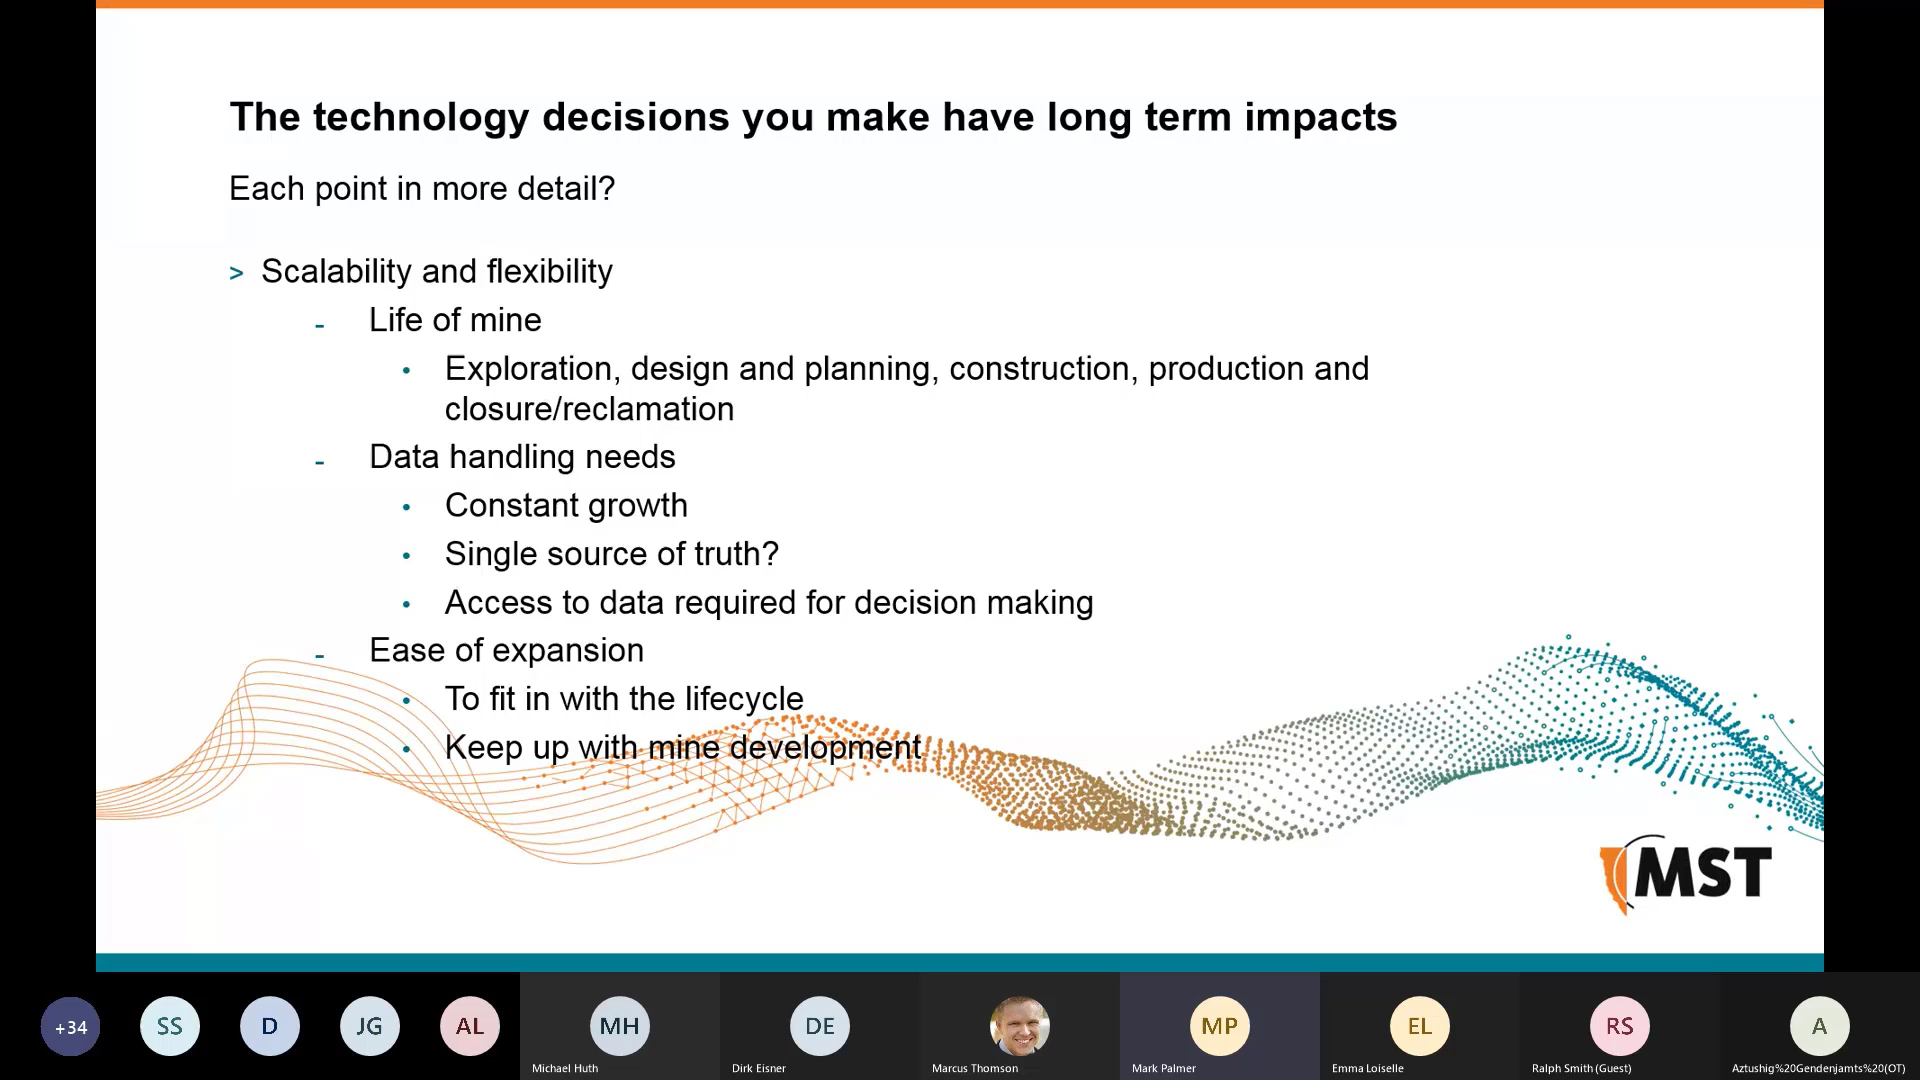 The technology decisions you make have long term impacts
Each point in more detail?
> Scalability and flexibility
- Life of mine
• Exploration, design and planning, construction, production and
closure/reclamation
- Data handling needs
• Constant growth
• Single source of truth?
• Access to data required for decision making
- Ease of expansion
• To fit in with the lifecycle
• Keep up with mine development
MST
+34 SS D JG AL MH DE MP EL RS A
Michael Huth Dirk Eisner Marcus Thomson Mark Palmer Emma Loiselle Ralph Smith (Guest) Aztushig%20Gendenjamts%20(OT)